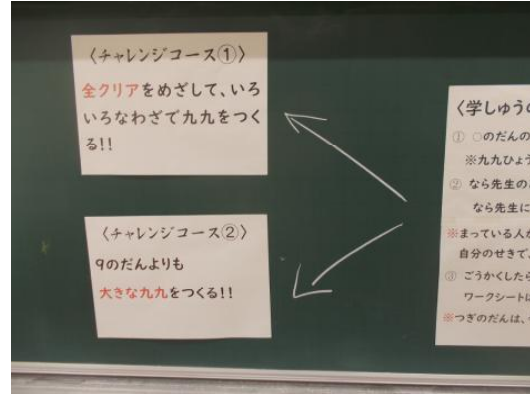 〈チャレンジコース①〉
全クリアをめざして、いろ
いろなわざで九九をつく
る!!
〈チャレンジコース②〉
9のだんよりも
大きな九九をつくる!!
〈学しゅうの
① ○のだんの
※九九ひょう
② なら先生の
なら先生に
※まっている人が
自分のせきで、
③ ごうかくしたら
ワークシートに
※つぎのだんは、